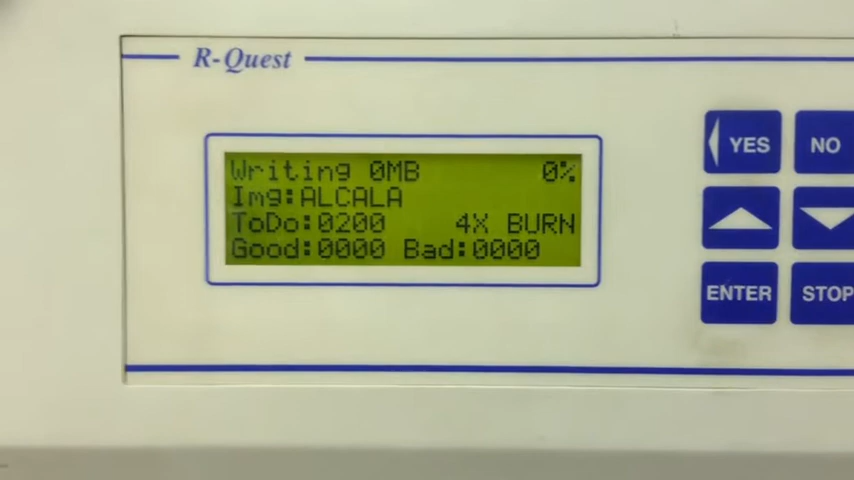 R-Quest
Writing 0MB 0%
Img:ALCALA
ToDo:0200 4X BURN
Good:0000 Bad:0000
YES NO
ENTER STOP